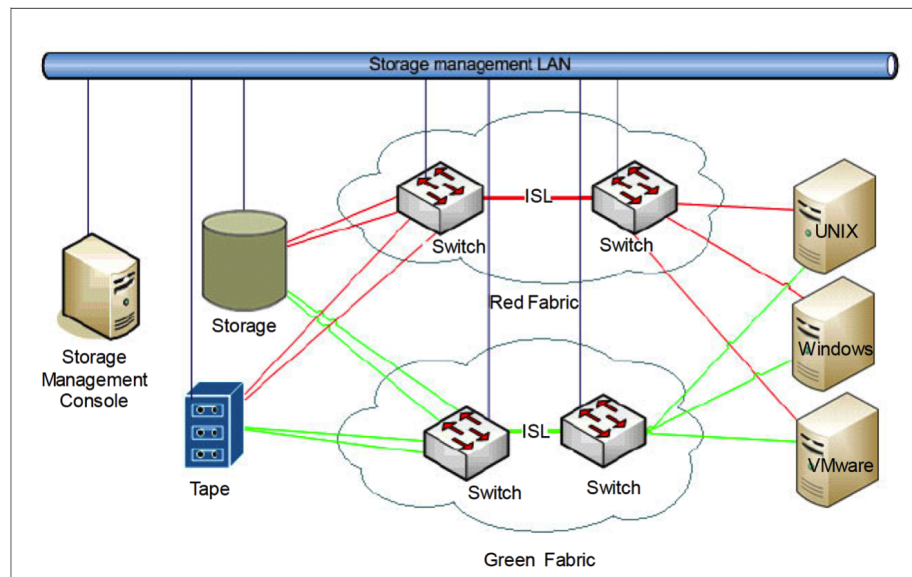 Storage management LAN
ISL
Switch
Switch
UNIX
Red Fabric
Storage
Windows
Storage
Management
Console
ISL
Switch
Switch
VMware
Tape
Green Fabric